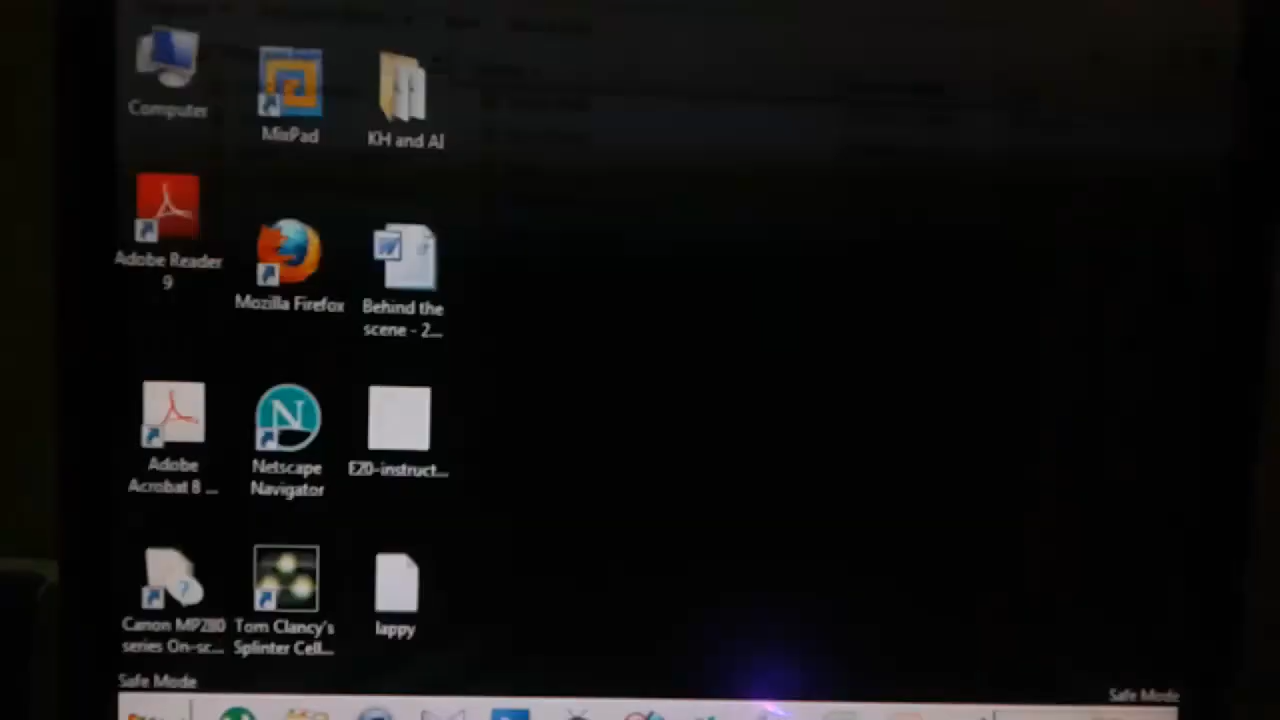 Computer
MixPad
KH and AI
Adobe Reader
9
Mozilla Firefox
Behind the
scene - 2...
Adobe
Acrobat 8 ...
Netscape
Navigator
E20-instruct...
Canon MP280
series On-sc...
Tom Clancy's
Splinter Cell...
lappy
Safe Mode
Safe Mode